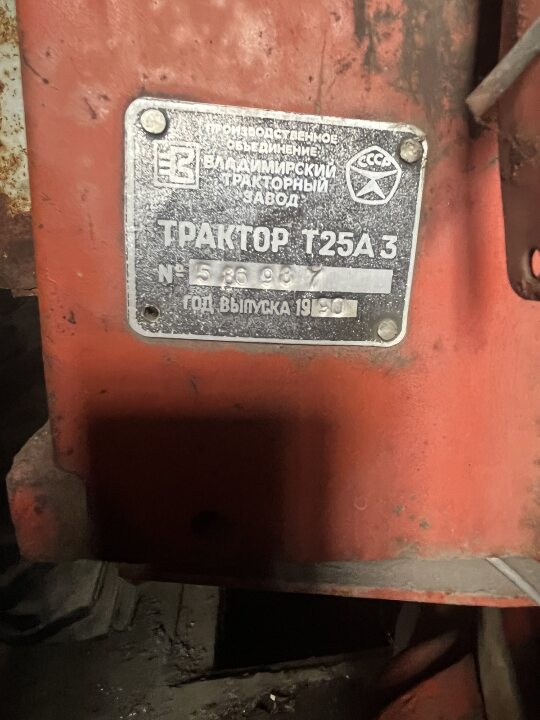 ПРОИЗВОДСТВЕННОЕ
ОБЪЕДИНЕНИЕ
ВЛАДИМИРСКИЙ
ТРАКТОРНЫЙ
ЗАВОД
СССР
ТРАКТОР Т25А3
№ 586987
ГОД ВЫПУСКА 1990